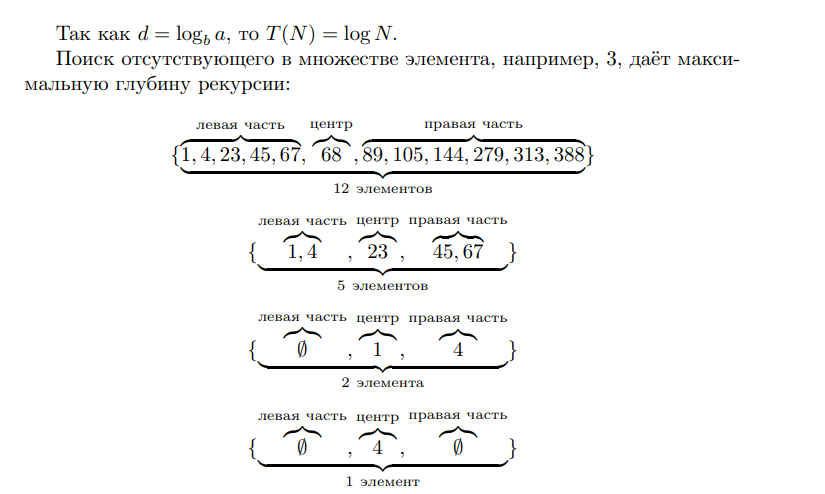 Так как d = log_b a, то T(N) = log N.
Поиск отсутствующего в множестве элемента, например, 3, даёт макси-
мальную глубину рекурсии:
левая часть центр правая часть
{1, 4, 23, 45, 67, 68 , 89, 105, 144, 279, 313, 388}
12 элементов
левая часть центр правая часть
{ 1, 4 , 23 , 45, 67 }
5 элементов
левая часть центр правая часть
{ ∅ , 1 , 4 }
2 элемента
левая часть центр правая часть
{ ∅ , 4 , ∅ }
1 элемент